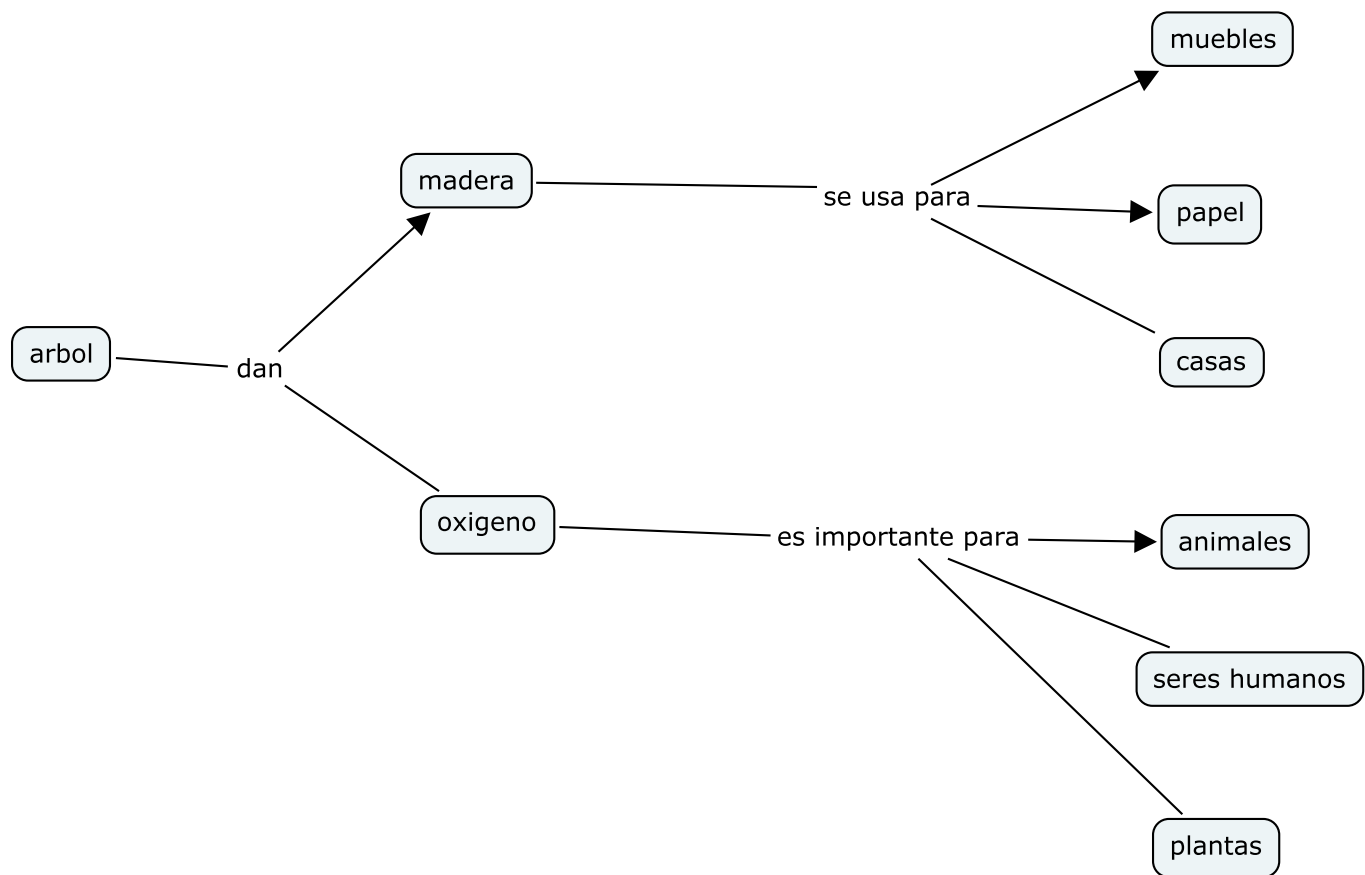 muebles
madera
se usa para
papel
arbol
dan
casas
oxigeno
es importante para
animales
seres humanos
plantas